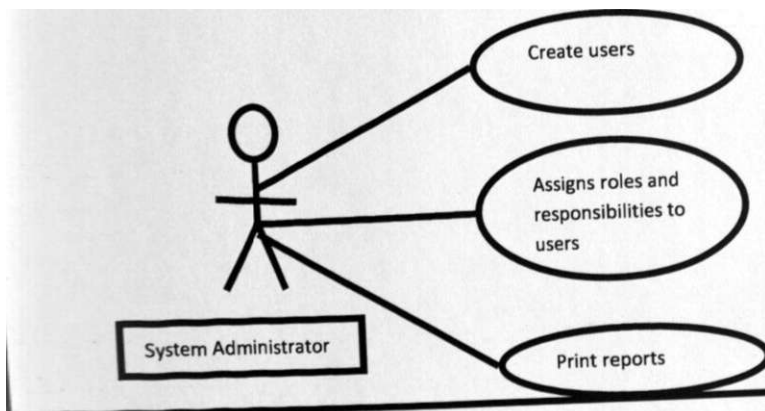 Create users
Assigns roles and
responsibilities to
users
System Administrator
Print reports